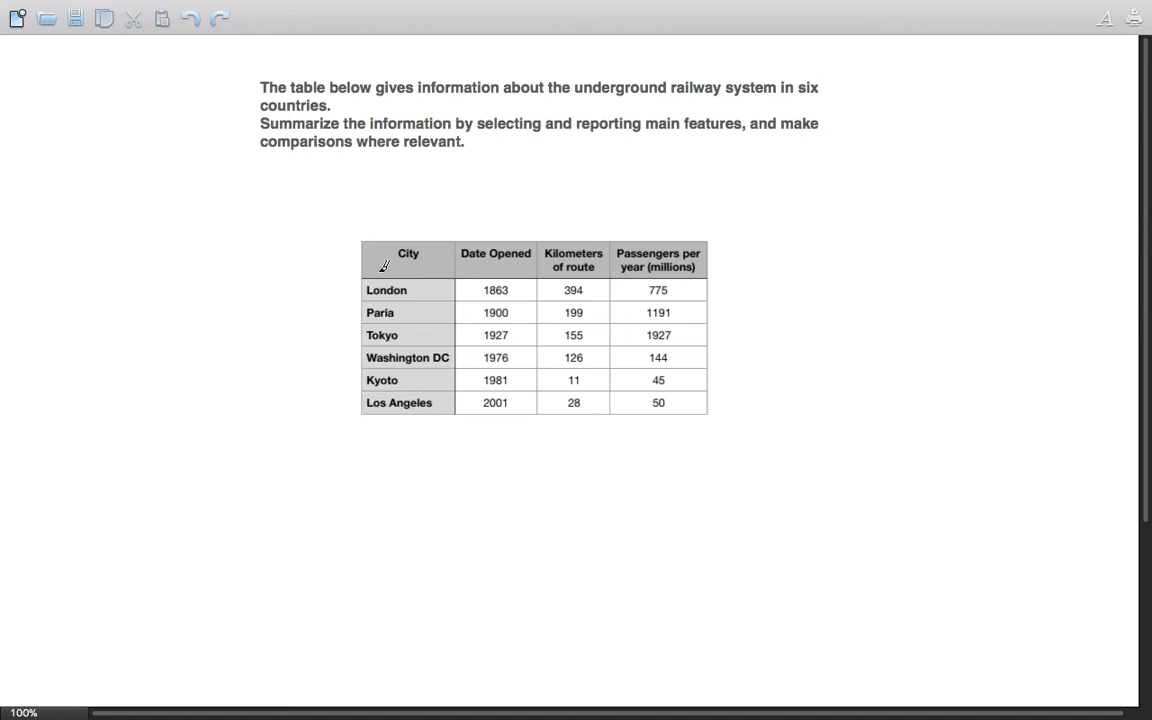 The table below gives information about the underground railway system in six
countries.
Summarize the information by selecting and reporting main features, and make
comparisons where relevant.
City Date Opened Kilometers of route Passengers per year (millions)
London 1863 394 775
Paria 1900 199 1191
Tokyo 1927 155 1927
Washington DC 1976 126 144
Kyoto 1981 11 45
Los Angeles 2001 28 50
100%